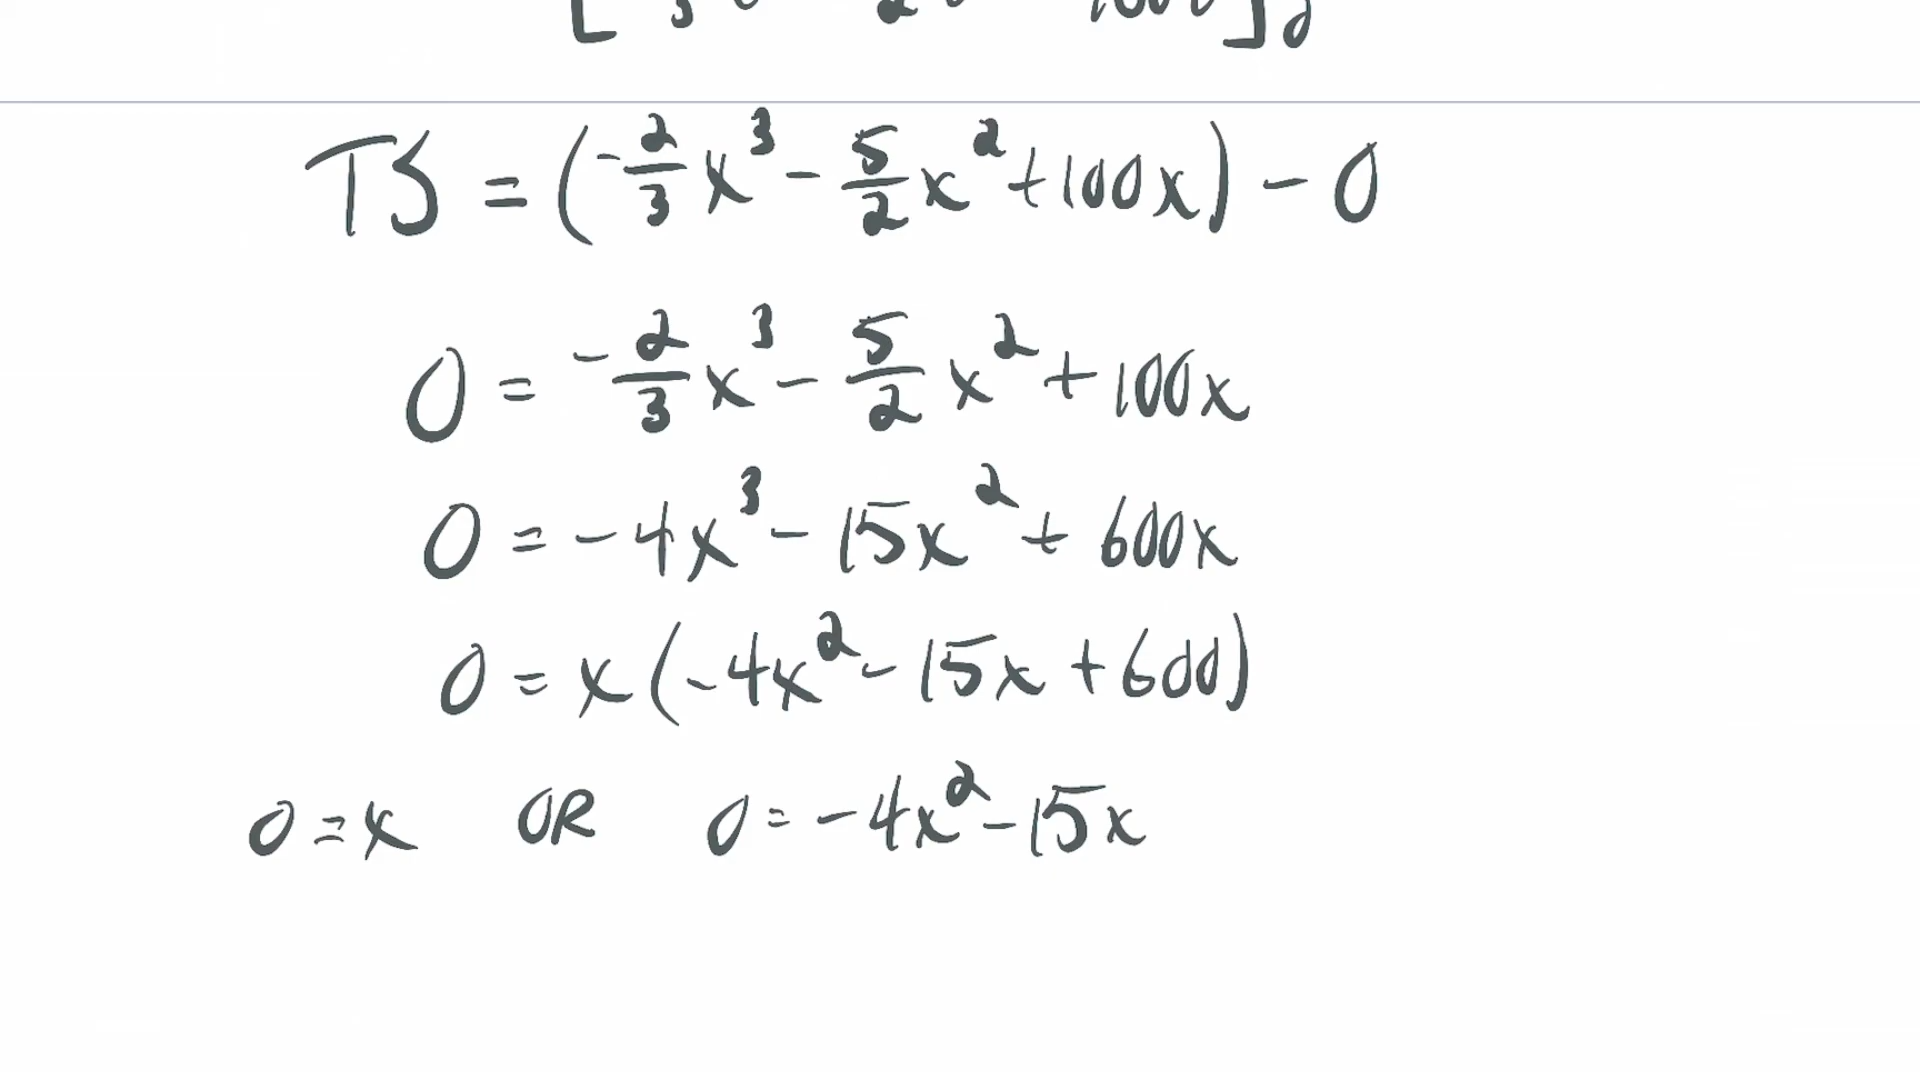 TS = (-2/3 x^3 - 5/2 x^2 + 100x) - 0
0 = -2/3 x^3 - 5/2 x^2 + 100x
0 = -4x^3 - 15x^2 + 600x
0 = x(-4x^2 - 15x + 600)
0 = x OR 0 = -4x^2 - 15x